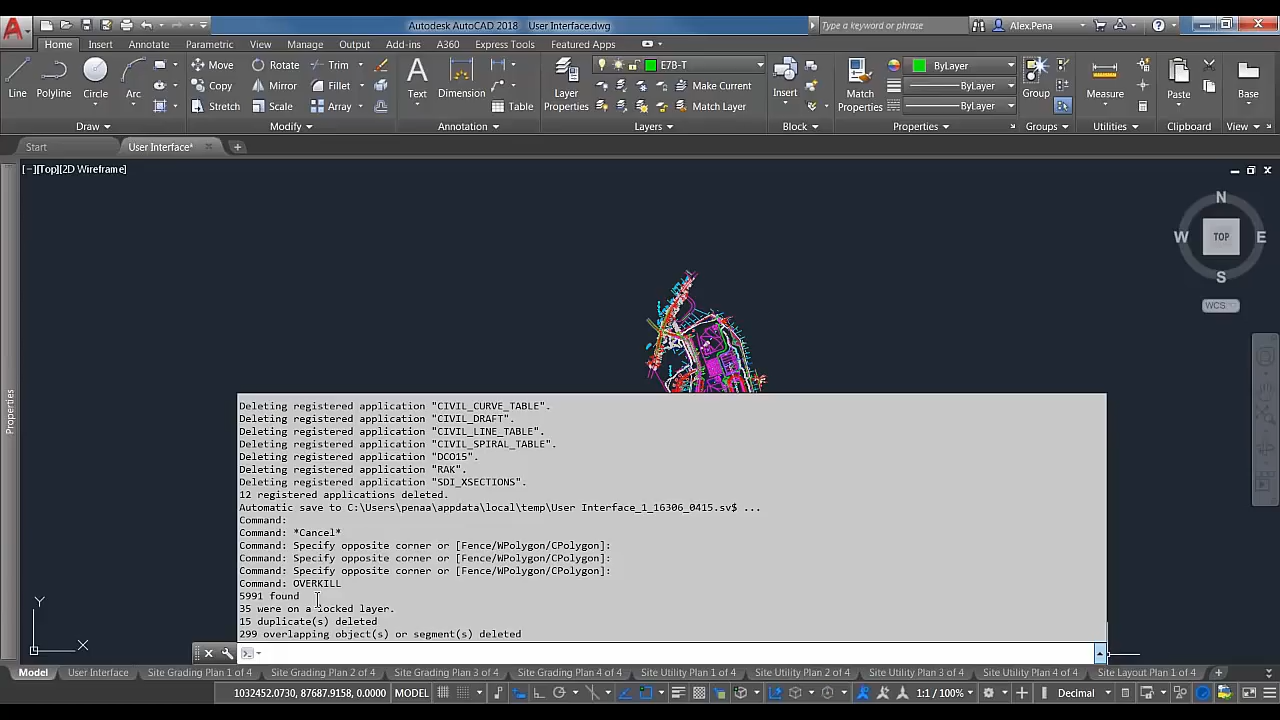 Autodesk AutoCAD 2018 User Interface.dwg
Type a keyword or phrase
Alex.Pena
Home Insert Annotate Parametric View Manage Output Add-ins A360 Express Tools Featured Apps
Line
Polyline
Circle
Arc
Move
Rotate
Trim
Copy
Mirror
Fillet
Stretch
Scale
Array
Text
Dimension
Table
Layer
Properties
E7B-T
Make Current
Match Layer
Insert
Match
Properties
ByLayer
ByLayer
ByLayer
Group
Measure
Paste
Base
Draw Modify Annotation Layers Block Properties Groups Utilities Clipboard View
Start User Interface*
[−][Top][2D Wireframe]
N
W TOP E
S
WCS
Properties
Deleting registered application "CIVIL_CURVE_TABLE".
Deleting registered application "CIVIL_DRAFT".
Deleting registered application "CIVIL_LINE_TABLE".
Deleting registered application "CIVIL_SPIRAL_TABLE".
Deleting registered application "DCO15".
Deleting registered application "RAK".
Deleting registered application "SDI_XSECTIONS".
12 registered applications deleted.
Automatic save to C:\Users\penaa\appdata\local\temp\User Interface_1_16306_0415.sv$ ...
Command:
Command: *Cancel*
Command: Specify opposite corner or [Fence/WPolygon/CPolygon]:
Command: Specify opposite corner or [Fence/WPolygon/CPolygon]:
Command: Specify opposite corner or [Fence/WPolygon/CPolygon]:
Command: OVERKILL
5991 found
35 were on a locked layer.
15 duplicate(s) deleted
299 overlapping object(s) or segment(s) deleted
Y
X
Model User Interface Site Grading Plan 1 of 4 Site Grading Plan 2 of 4 Site Grading Plan 3 of 4 Site Grading Plan 4 of 4 Site Utility Plan 1 of 4 Site Utility Plan 2 of 4 Site Utility Plan 3 of 4 Site Utility Plan 4 of 4 Site Layout Plan 1 of 4
1032452.0730, 87687.9158, 0.0000 MODEL 1:1 / 100% Decimal